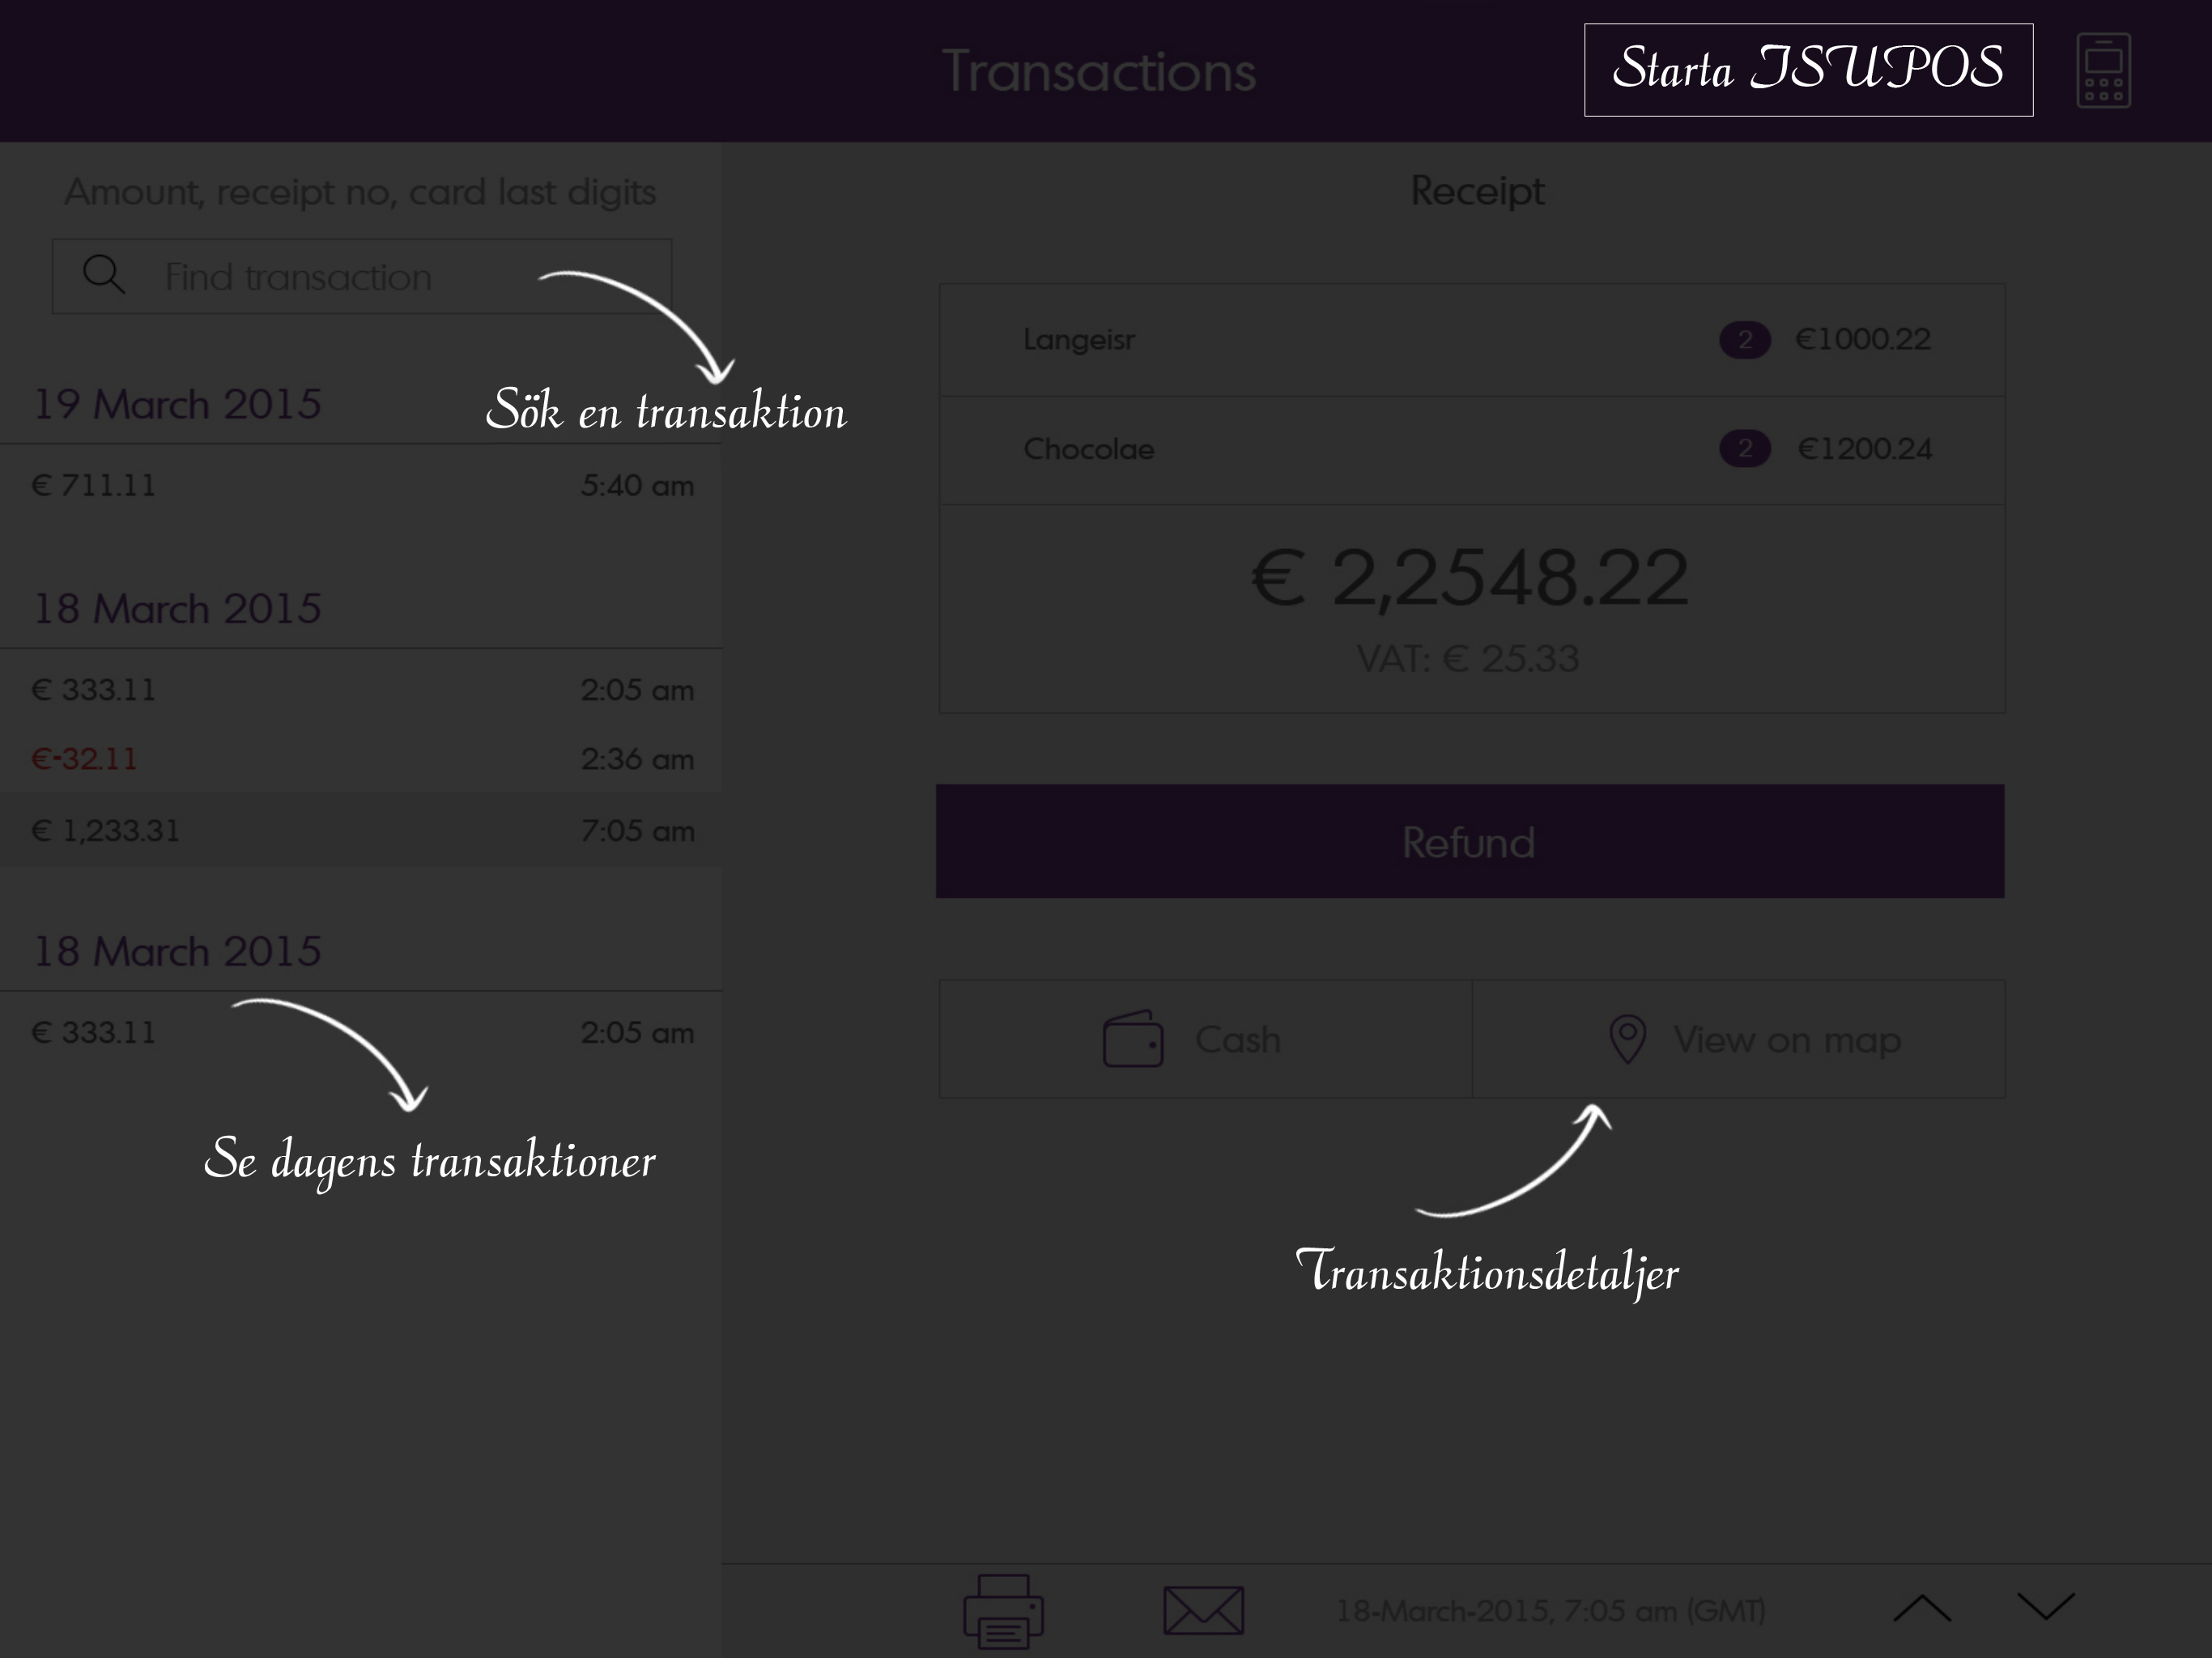 Transactions
Starta ISUPOS
Amount, receipt no, card last digits
Find transaction
Sök en transaktion
19 March 2015
€ 711.11 5:40 am
18 March 2015
€ 333.11 2:05 am
€-32.11 2:36 am
€ 1,233.31 7:05 am
18 March 2015
€ 333.11 2:05 am
Se dagens transaktioner
Receipt
Langeisr 2 €1000.22
Chocolae 2 €1200.24
€ 2,2548.22
VAT: € 25.33
Refund
Cash
View on map
Transaktionsdetaljer
18-March-2015, 7:05 am (GMT)